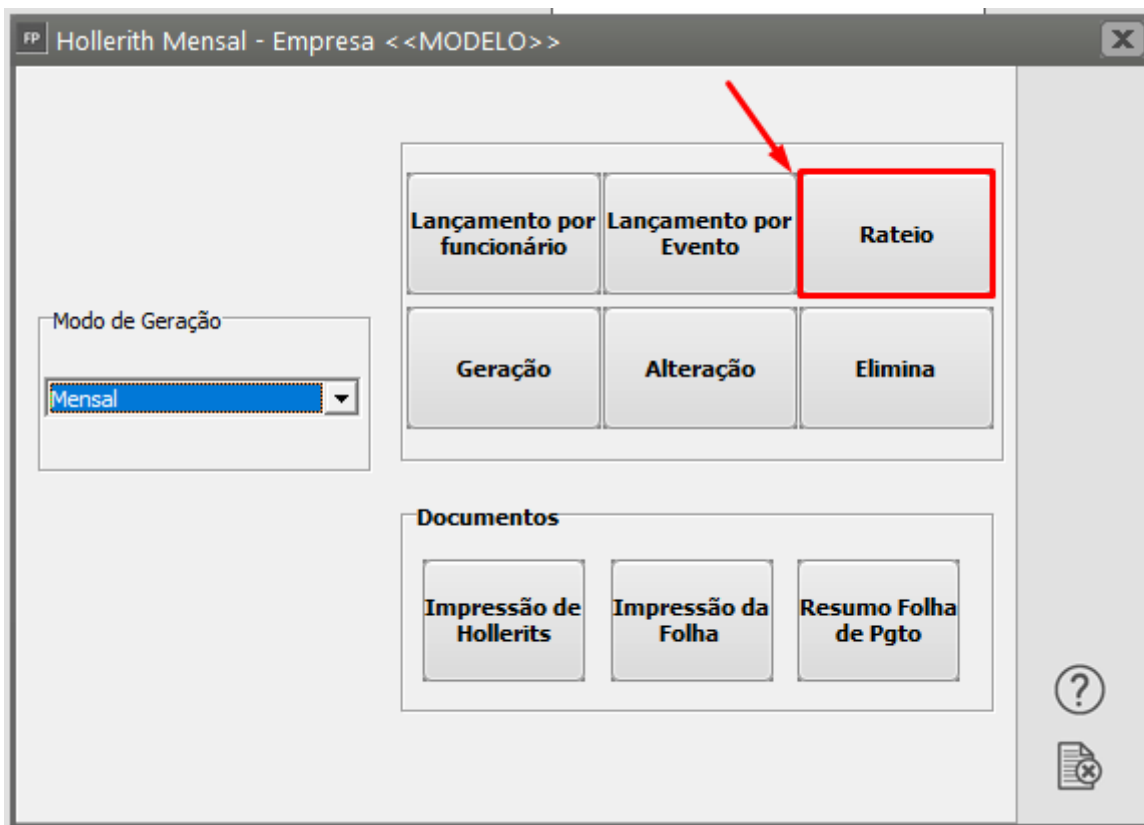 FP Hollerith Mensal - Empresa <<MODELO>>
Lançamento por
funcionário
Lançamento por
Evento
Rateio
Modo de Geração
Mensal
Geração
Alteração
Elimina
Documentos
Impressão de
Hollerits
Impressão da
Folha
Resumo Folha
de Pgto
?